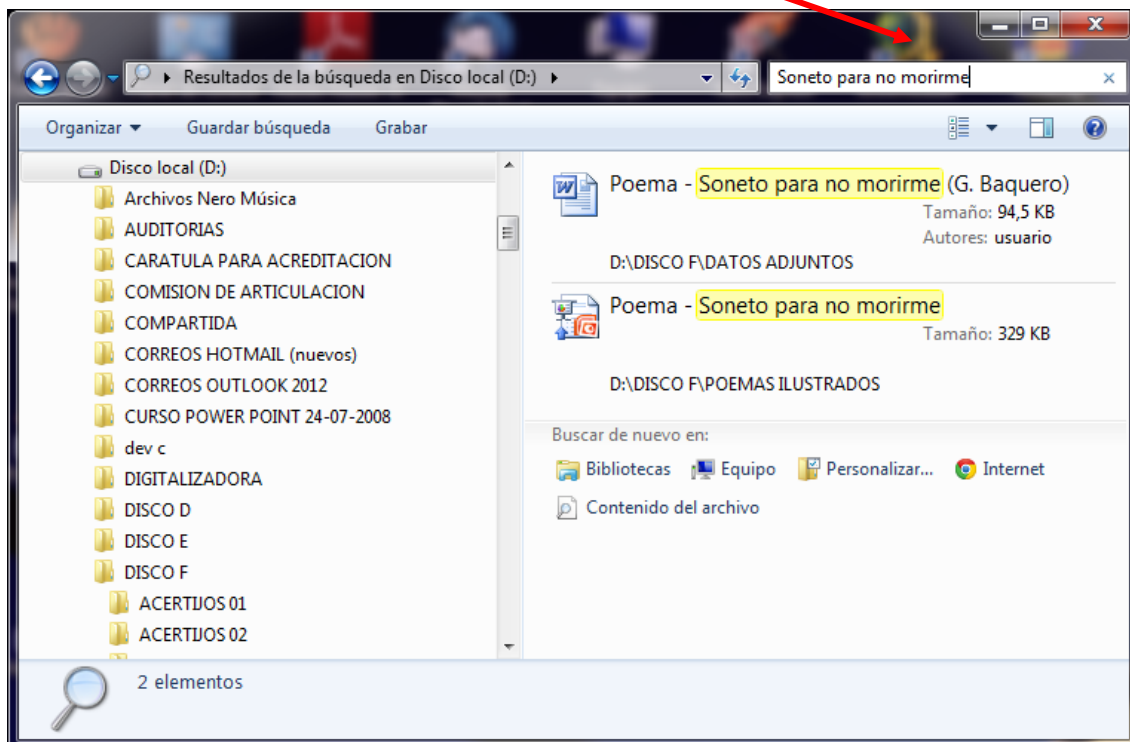 Resultados de la búsqueda en Disco local (D:)
Soneto para no morirme
Organizar
Guardar búsqueda
Grabar
Disco local (D:)
Archivos Nero Música
AUDITORIAS
CARATULA PARA ACREDITACION
COMISION DE ARTICULACION
COMPARTIDA
CORREOS HOTMAIL (nuevos)
CORREOS OUTLOOK 2012
CURSO POWER POINT 24-07-2008
dev c
DIGITALIZADORA
DISCO D
DISCO E
DISCO F
ACERTIJOS 01
ACERTIJOS 02
Poema - Soneto para no morirme (G. Baquero)
Tamaño: 94,5 KB
Autores: usuario
D:\DISCO F\DATOS ADJUNTOS
Poema - Soneto para no morirme
Tamaño: 329 KB
D:\DISCO F\POEMAS ILUSTRADOS
Buscar de nuevo en:
Bibliotecas Equipo Personalizar... Internet
Contenido del archivo
2 elementos